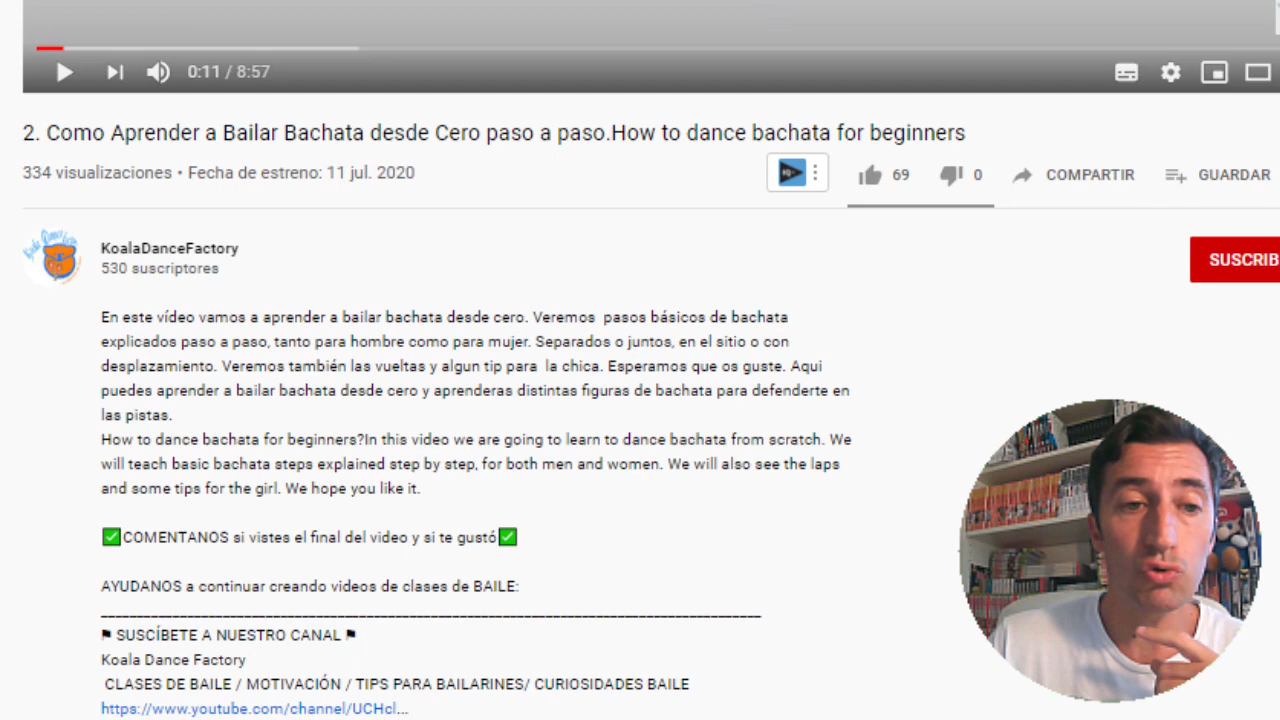 0:11 / 8:57
2. Como Aprender a Bailar Bachata desde Cero paso a paso.How to dance bachata for beginners
334 visualizaciones • Fecha de estreno: 11 jul. 2020
69
0
COMPARTIR
GUARDAR
KoalaDanceFactory
530 suscriptores
SUSCRIB
En este vídeo vamos a aprender a bailar bachata desde cero. Veremos pasos básicos de bachata
explicados paso a paso, tanto para hombre como para mujer. Separados o juntos, en el sitio o con
desplazamiento. Veremos también las vueltas y algun tip para la chica. Esperamos que os guste. Aqui
puedes aprender a bailar bachata desde cero y aprenderas distintas figuras de bachata para defenderte en
las pistas.
How to dance bachata for beginners?In this video we are going to learn to dance bachata from scratch. We
will teach basic bachata steps explained step by step, for both men and women. We will also see the laps
and some tips for the girl. We hope you like it.
✅COMENTANOS si vistes el final del video y si te gustó✅
AYUDANOS a continuar creando videos de clases de BAILE:
⚑ SUSCÍBETE A NUESTRO CANAL ⚑
Koala Dance Factory
CLASES DE BAILE / MOTIVACIÓN / TIPS PARA BAILARINES/ CURIOSIDADES BAILE
https://www.youtube.com/channel/UCHcl...